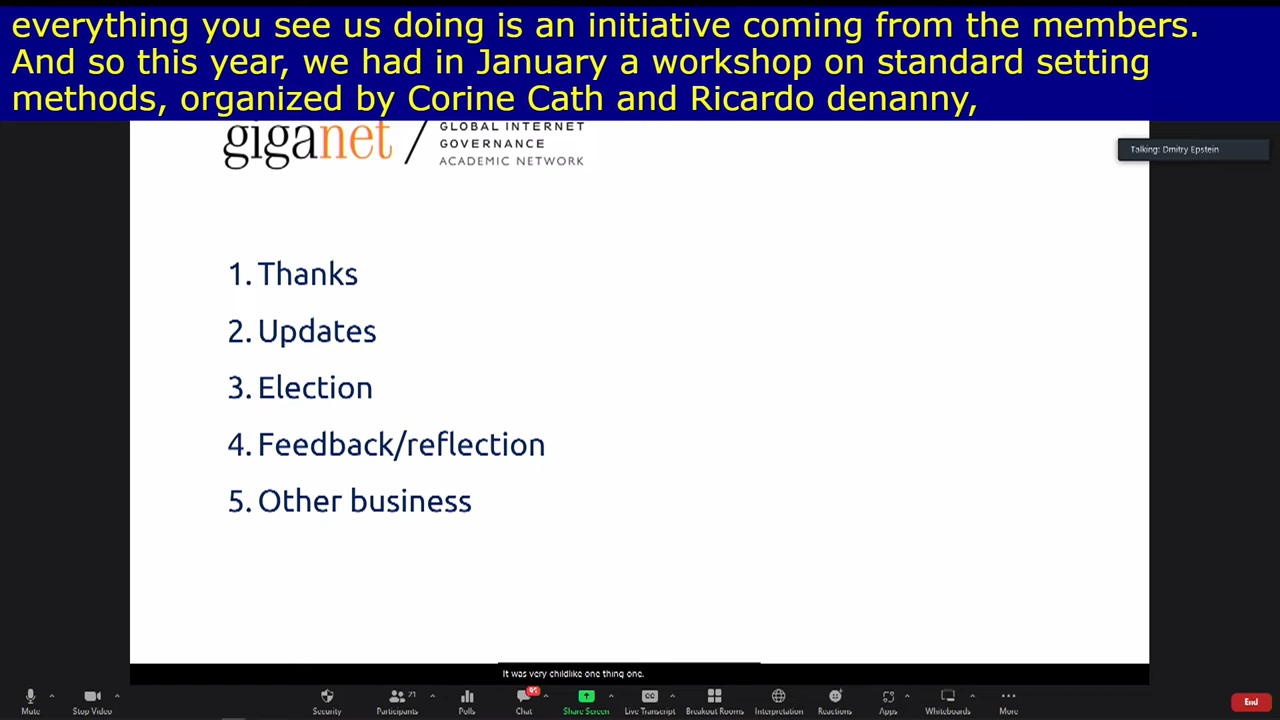 everything you see us doing is an initiative coming from the members.
And so this year, we had in January a workshop on standard setting
methods, organized by Corine Cath and Ricardo denanny,
giganet / GLOBAL INTERNET
GOVERNANCE
ACADEMIC NETWORK
Talking: Dmitry Epstein
1. Thanks
2. Updates
3. Election
4. Feedback/reflection
5. Other business
It was very childlike one thing one.
Mute
Stop Video
Security
Participants
71
Polls
Chat
Share Screen
Live Transcript
Breakout Rooms
Interpretation
Reactions
Apps
Whiteboards
More
End